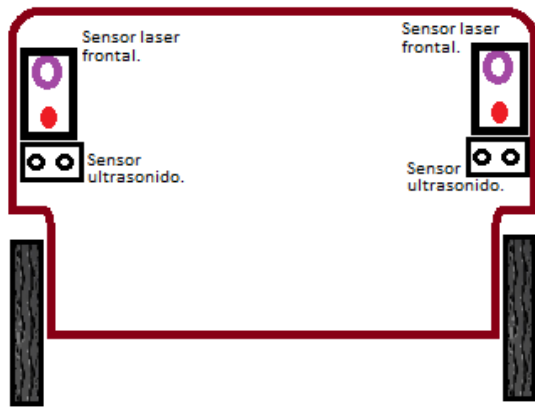 Sensor laser
frontal.
Sensor laser
frontal.
Sensor
ultrasonido.
Sensor
ultrasonido.